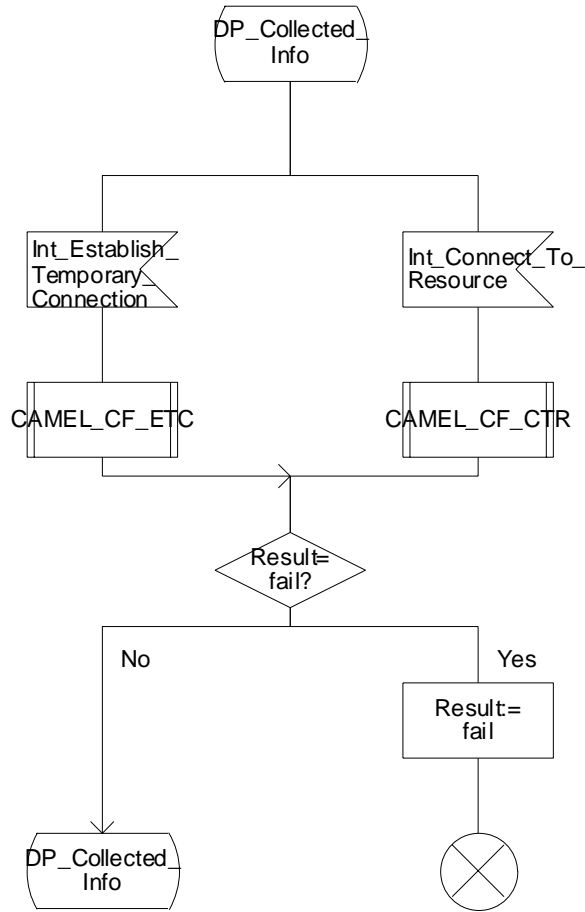 DP_Collected_
Info
Int_Establish_
Temporary_
Connection
Int_Connect_To_
Resource
CAMEL_CF_ETC
CAMEL_CF_CTR
Result=
fail?
No
Yes
Result:=
fail
DP_Collected_
Info